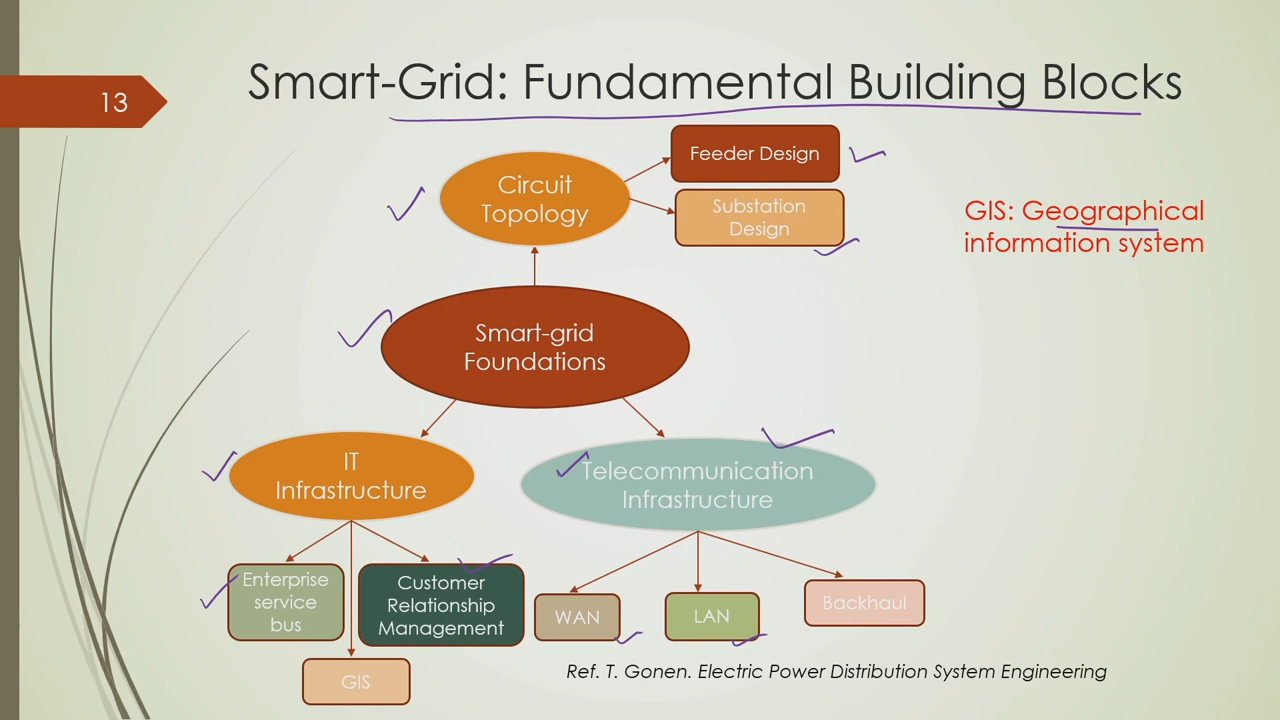 13
Smart-Grid: Fundamental Building Blocks
Feeder Design
Circuit
Topology
Substation
Design
GIS: Geographical
information system
Smart-grid
Foundations
IT
Infrastructure
Telecommunication
Infrastructure
Enterprise
service
bus
Customer
Relationship
Management
WAN
LAN
Backhaul
GIS
Ref. T. Gonen. Electric Power Distribution System Engineering